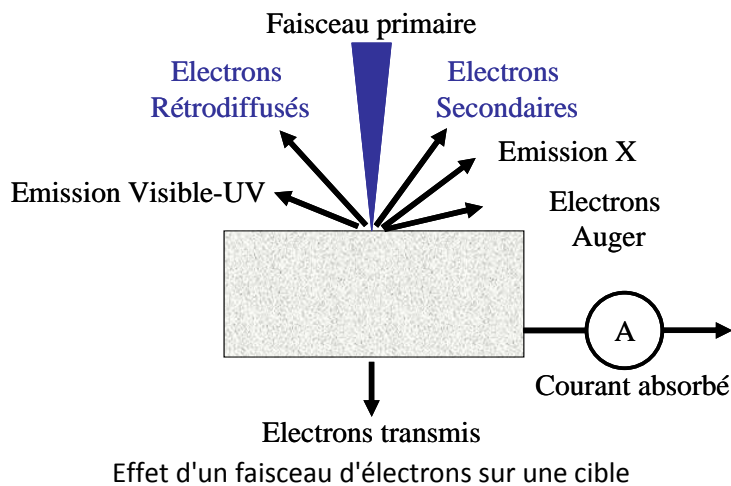 Faisceau primaire
Electrons
Rétrodiffusés
Electrons
Secondaires
Emission X
Emission Visible-UV
Electrons
Auger
A
Courant absorbé
Electrons transmis
Effet d'un faisceau d'électrons sur une cible